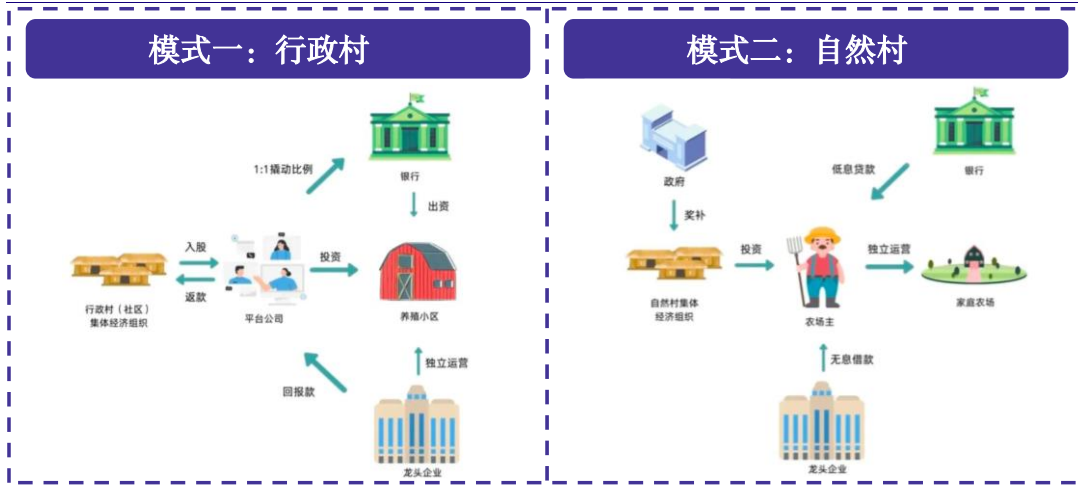 模式一：行政村
1:1撬动比例
银行
出资
入股
投资
返款
行政村（社区）
集体经济组织
平台公司
养殖小区
独立运营
回报款
龙头企业
模式二：自然村
政府
低息贷款
银行
奖补
投资
独立运营
自然村集体
经济组织
农场主
家庭农场
无息借款
龙头企业